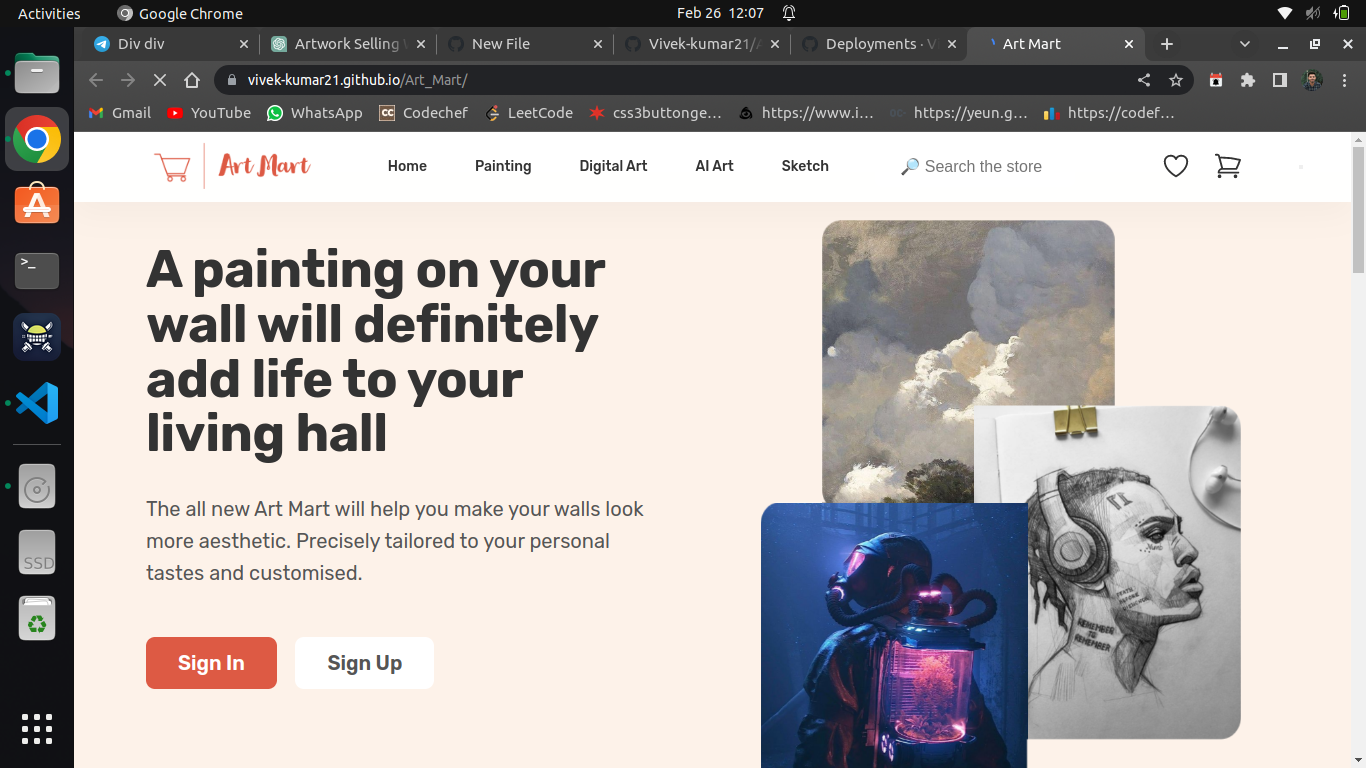 Activities
Google Chrome
Feb 26 12:07
Div div
Artwork Selling
New File
Vivek-kumar21/
Deployments · V
Art Mart
vivek-kumar21.github.io/Art_Mart/
Gmail
YouTube
WhatsApp
CC
Codechef
LeetCode
css3buttonge...
https://www.i...
https://yeun.g...
https://codef...
Art Mart
Home
Painting
Digital Art
AI Art
Sketch
Search the store
A painting on your
wall will definitely
add life to your
living hall
The all new Art Mart will help you make your walls look
more aesthetic. Precisely tailored to your personal
tastes and customised.
Sign In
Sign Up
REMEMBER
TO
REMEMBER
>_
SSD